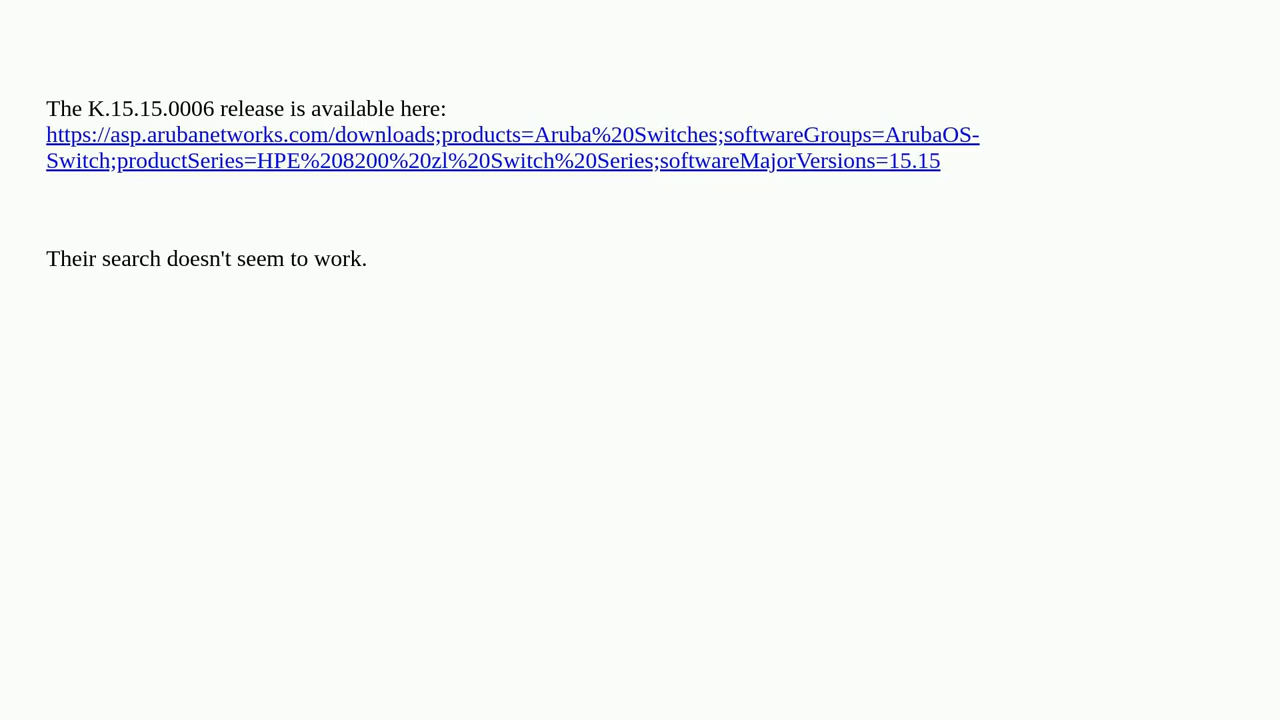 The K.15.15.0006 release is available here:
https://asp.arubanetworks.com/downloads;products=Aruba%20Switches;softwareGroups=ArubaOS-
Switch;productSeries=HPE%208200%20zl%20Switch%20Series;softwareMajorVersions=15.15
Their search doesn't seem to work.